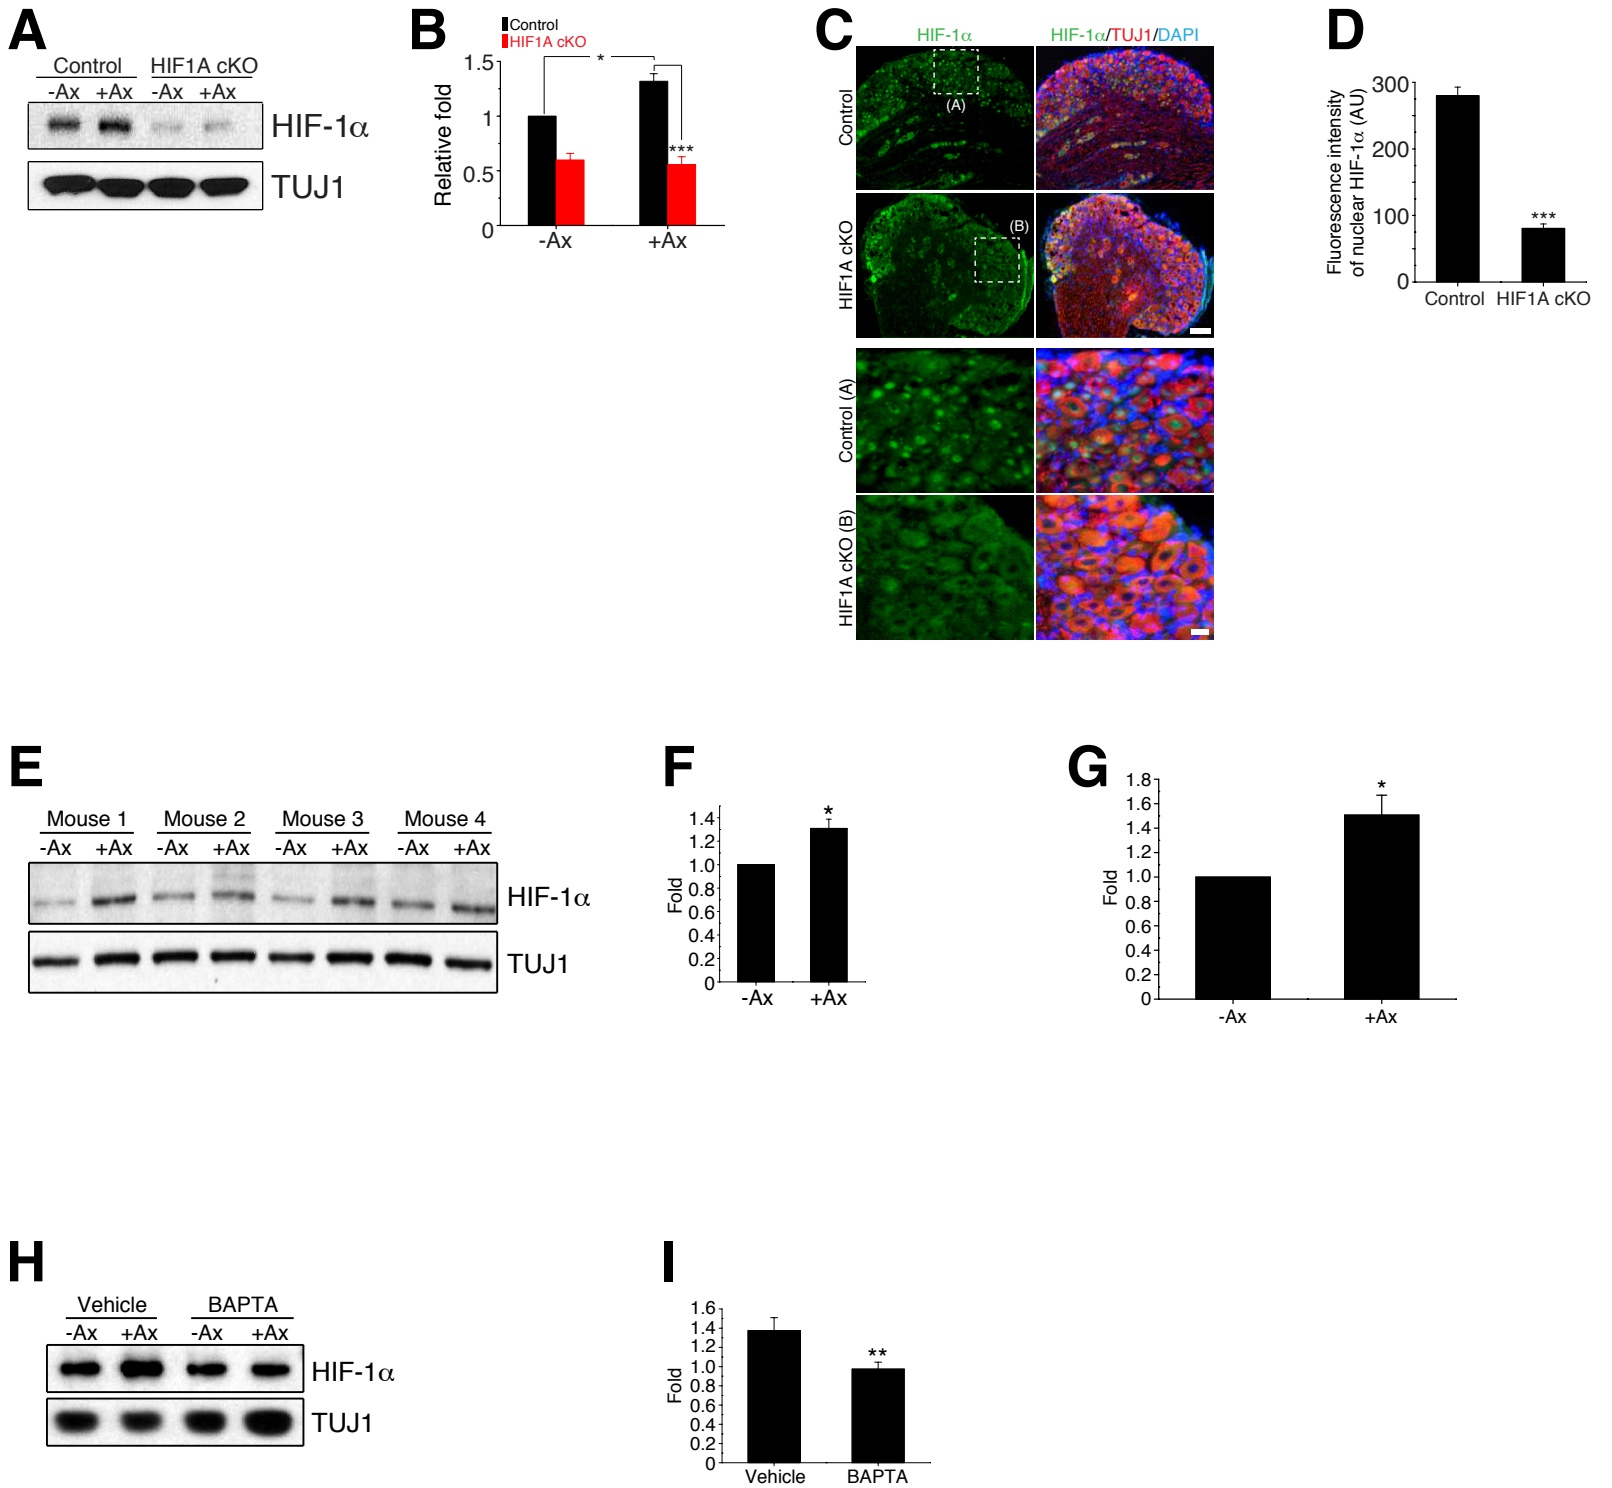 A
Control HIF1A cKO
-Ax +Ax -Ax +Ax
HIF-1α
TUJ1
B
Control
HIF1A cKO
Relative fold
1.5
1
0.5
0
*
***
-Ax +Ax
C
HIF-1α HIF-1α/TUJ1/DAPI
Control
(A)
HIF1A cKO
(B)
Control (A)
HIF1A cKO (B)
D
Fluorescence intensity
of nuclear HIF-1α (AU)
300
200
100
0
***
Control HIF1A cKO
E
Mouse 1 Mouse 2 Mouse 3 Mouse 4
-Ax +Ax -Ax +Ax -Ax +Ax -Ax +Ax
HIF-1α
TUJ1
F
Fold
1.4
1.2
1.0
0.8
0.6
0.4
0.2
0
*
-Ax +Ax
G
Fold
1.8
1.6
1.4
1.2
1.0
0.8
0.6
0.4
0.2
0
*
-Ax +Ax
H
Vehicle BAPTA
-Ax +Ax -Ax +Ax
HIF-1α
TUJ1
I
Fold
1.6
1.4
1.2
1.0
0.8
0.6
0.4
0.2
0
**
Vehicle BAPTA